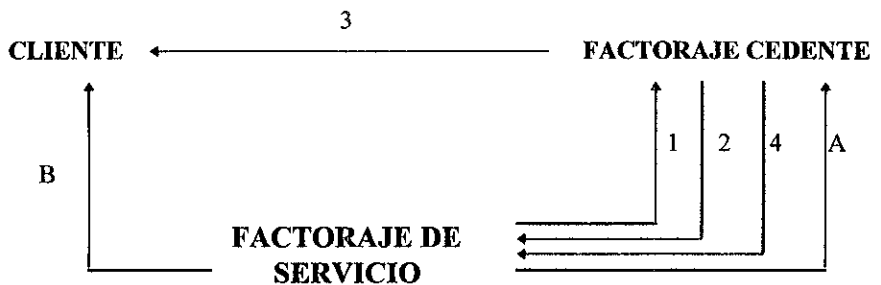 3
CLIENTE
FACTORAJE CEDENTE
1
2
4
A
B
FACTORAJE DE
SERVICIO